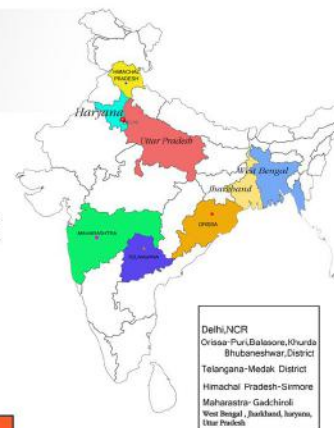 HIMACHAL
PRADESH
Haryana
Uttar Pradesh
West Bengal
Jharkhand
ORISSA
MAHARASHTRA
TELANGANA
Delhi,NCR
Orissa-Puri,Balasore,Khurda
Bhubaneshwar,District
Telangana-Medak District
Himachal Pradesh-Sirmore
Maharastra- Gadchiroli
West Bengal , Jharkhand, haryana,
Uttar Pradesh